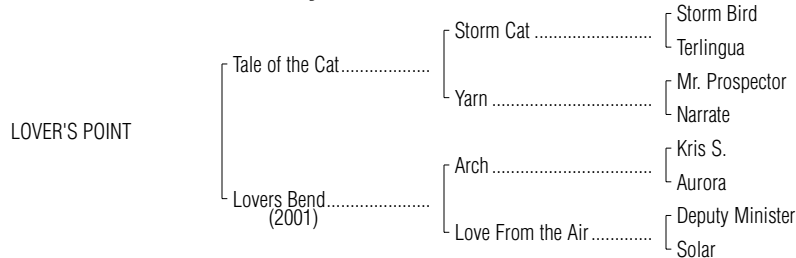 Storm Bird
Storm Cat ..........................
Terlingua
Tale of the Cat....................
Mr. Prospector
Yarn ....................................
Narrate
LOVER'S POINT
Kris S.
Arch ....................................
Aurora
Lovers Bend.......................
(2001)
Deputy Minister
Love From the Air..............
Solar